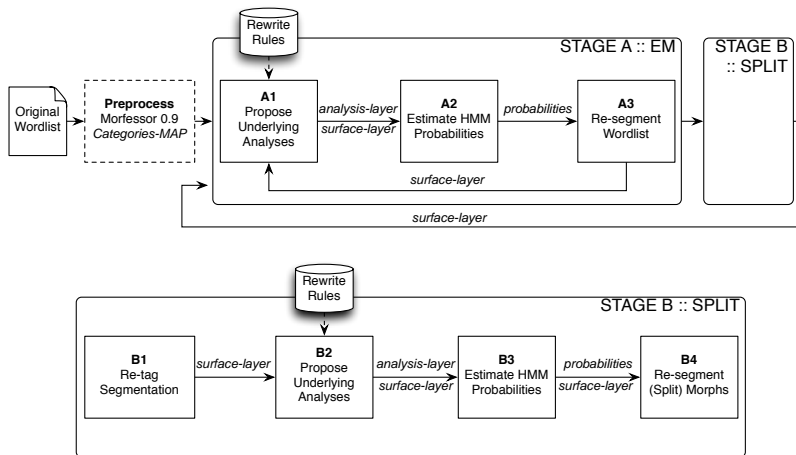 Rewrite
Rules
STAGE A :: EM
STAGE B
:: SPLIT
Original
Wordlist
Preprocess
Morfessor 0.9
Categories-MAP
A1
Propose
Underlying
Analyses
analysis-layer
surface-layer
A2
Estimate HMM
Probabilities
probabilities
A3
Re-segment
Wordlist
surface-layer
surface-layer
Rewrite
Rules
STAGE B :: SPLIT
B1
Re-tag
Segmentation
surface-layer
B2
Propose
Underlying
Analyses
analysis-layer
surface-layer
B3
Estimate HMM
Probabilities
probabilities
surface-layer
B4
Re-segment
(Split) Morphs